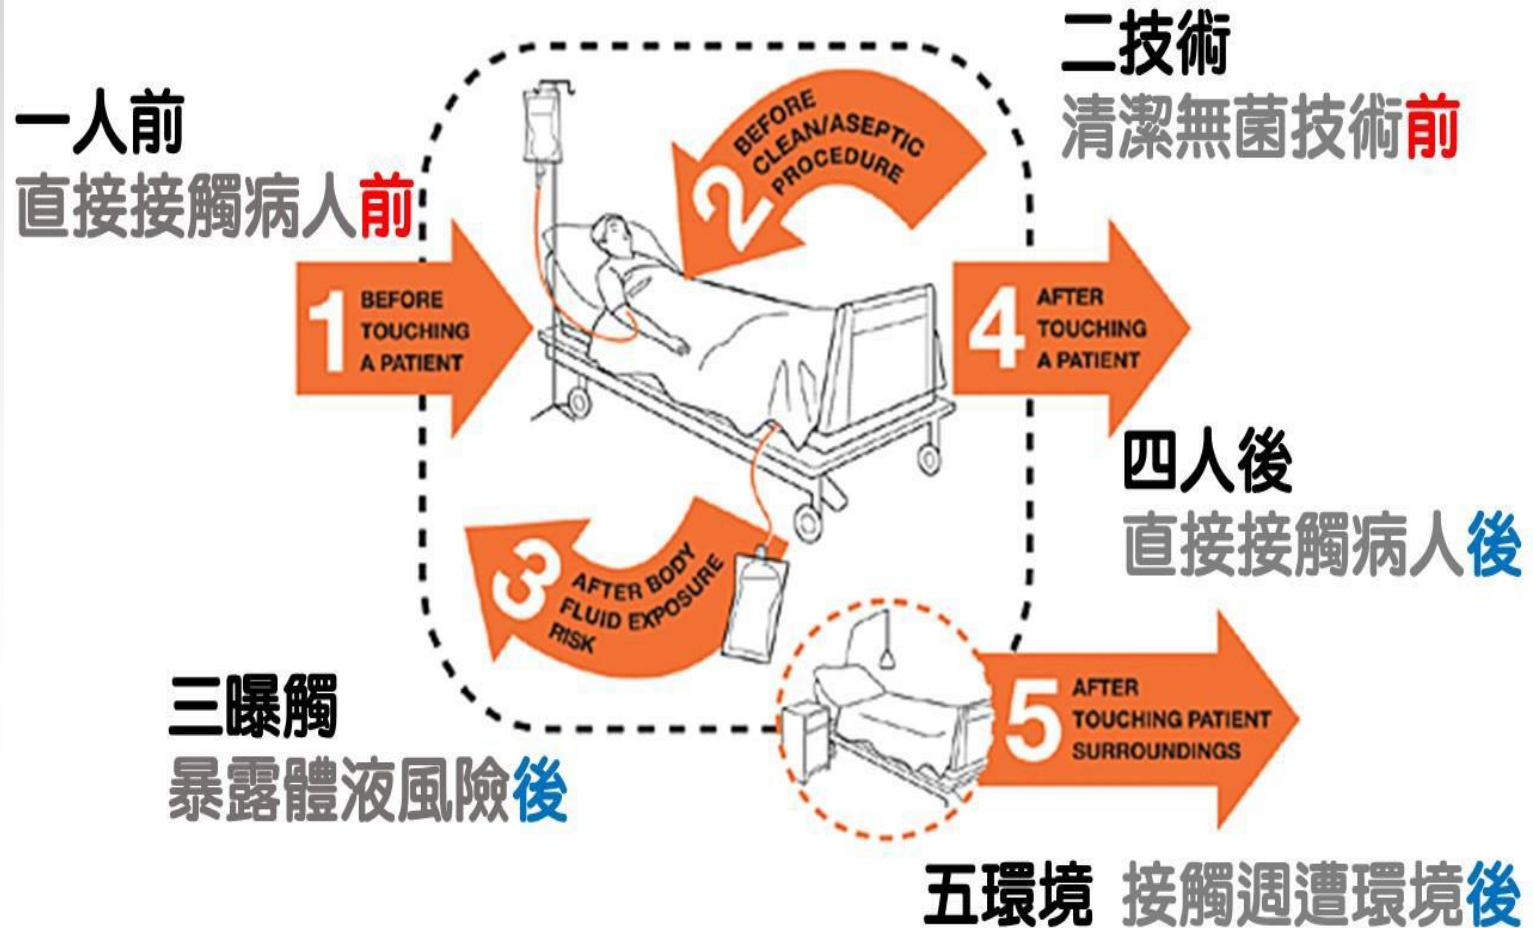 一人前
直接接觸病人前
1
BEFORE
TOUCHING
A PATIENT
二技術
清潔無菌技術前
2
BEFORE
CLEAN/ASEPTIC
PROCEDURE
三曝觸
暴露體液風險後
3
AFTER BODY
FLUID EXPOSURE
RISK
4
AFTER
TOUCHING
A PATIENT
四人後
直接接觸病人後
5
AFTER
TOUCHING PATIENT
SURROUNDINGS
五環境 接觸週遭環境後